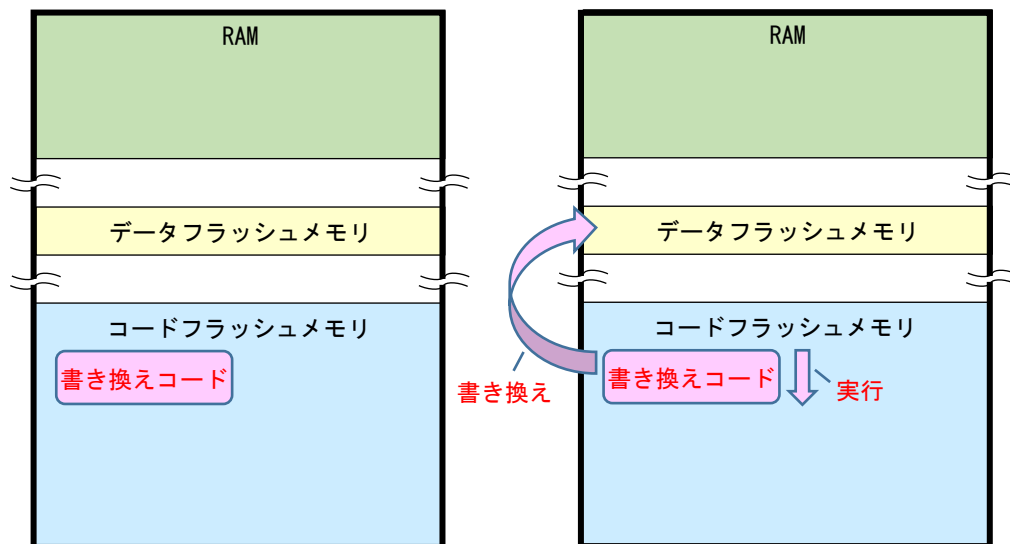 RAM
データフラッシュメモリ
コードフラッシュメモリ
書き換えコード
RAM
データフラッシュメモリ
コードフラッシュメモリ
書き換えコード
書き換え
実行